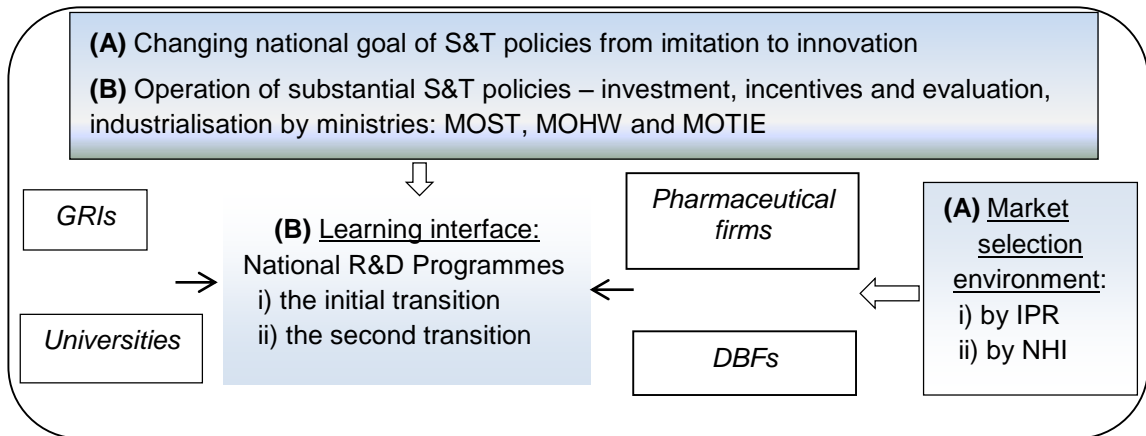 (A) Changing national goal of S&T policies from imitation to innovation
(B) Operation of substantial S&T policies – investment, incentives and evaluation,
industrialisation by ministries: MOST, MOHW and MOTIE
GRIs
Universities
(B) Learning interface:
National R&D Programmes
i) the initial transition
ii) the second transition
Pharmaceutical
firms
DBFs
(A) Market
selection
environment:
i) by IPR
ii) by NHI